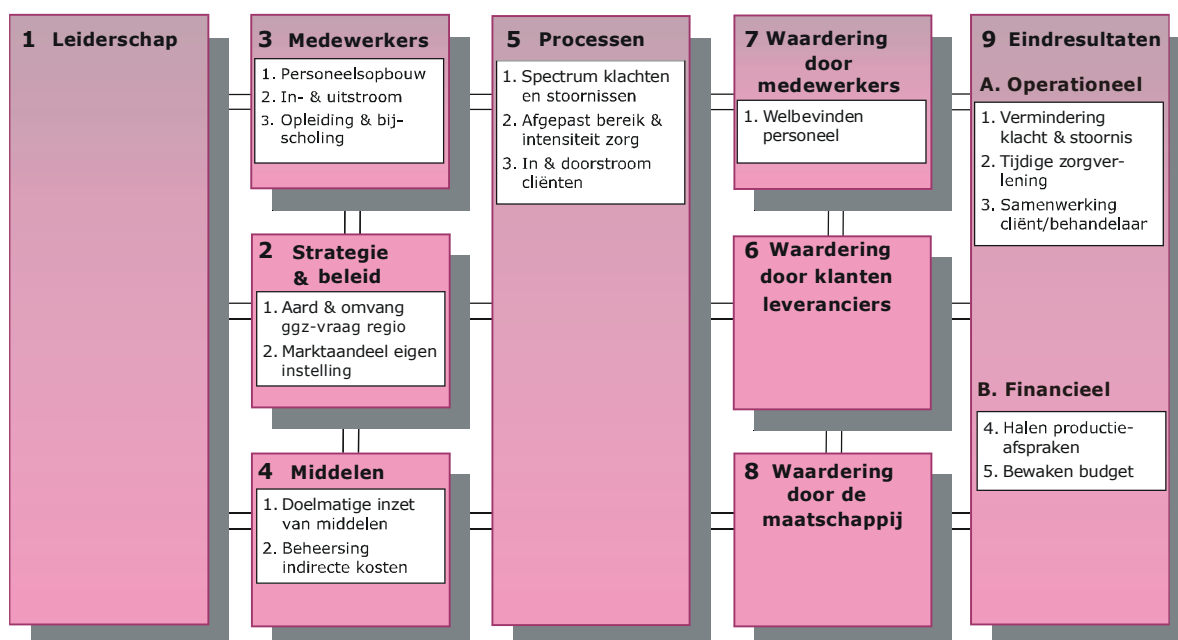 1 Leiderschap
3 Medewerkers
1. Personeelsopbouw
2. In- & uitstroom
3. Opleiding & bij-
scholing
2 Strategie
& beleid
1. Aard & omvang
ggz-vraag regio
2. Marktaandeel eigen
instelling
4 Middelen
1. Doelmatige inzet
van middelen
2. Beheersing
indirecte kosten
5 Processen
1. Spectrum klachten
en stoornissen
2. Afgepast bereik &
intensiteit zorg
3. In & doorstroom
cliënten
7 Waardering
door
medewerkers
1. Welbevinden
personeel
6 Waardering
door klanten
leveranciers
8 Waardering
door de
maatschappij
9 Eindresultaten
A. Operationeel
1. Vermindering
klacht & stoornis
2. Tijdige zorgver-
lening
3. Samenwerking
cliënt/behandelaar
B. Financieel
4. Halen productie-
afspraken
5. Bewaken budget